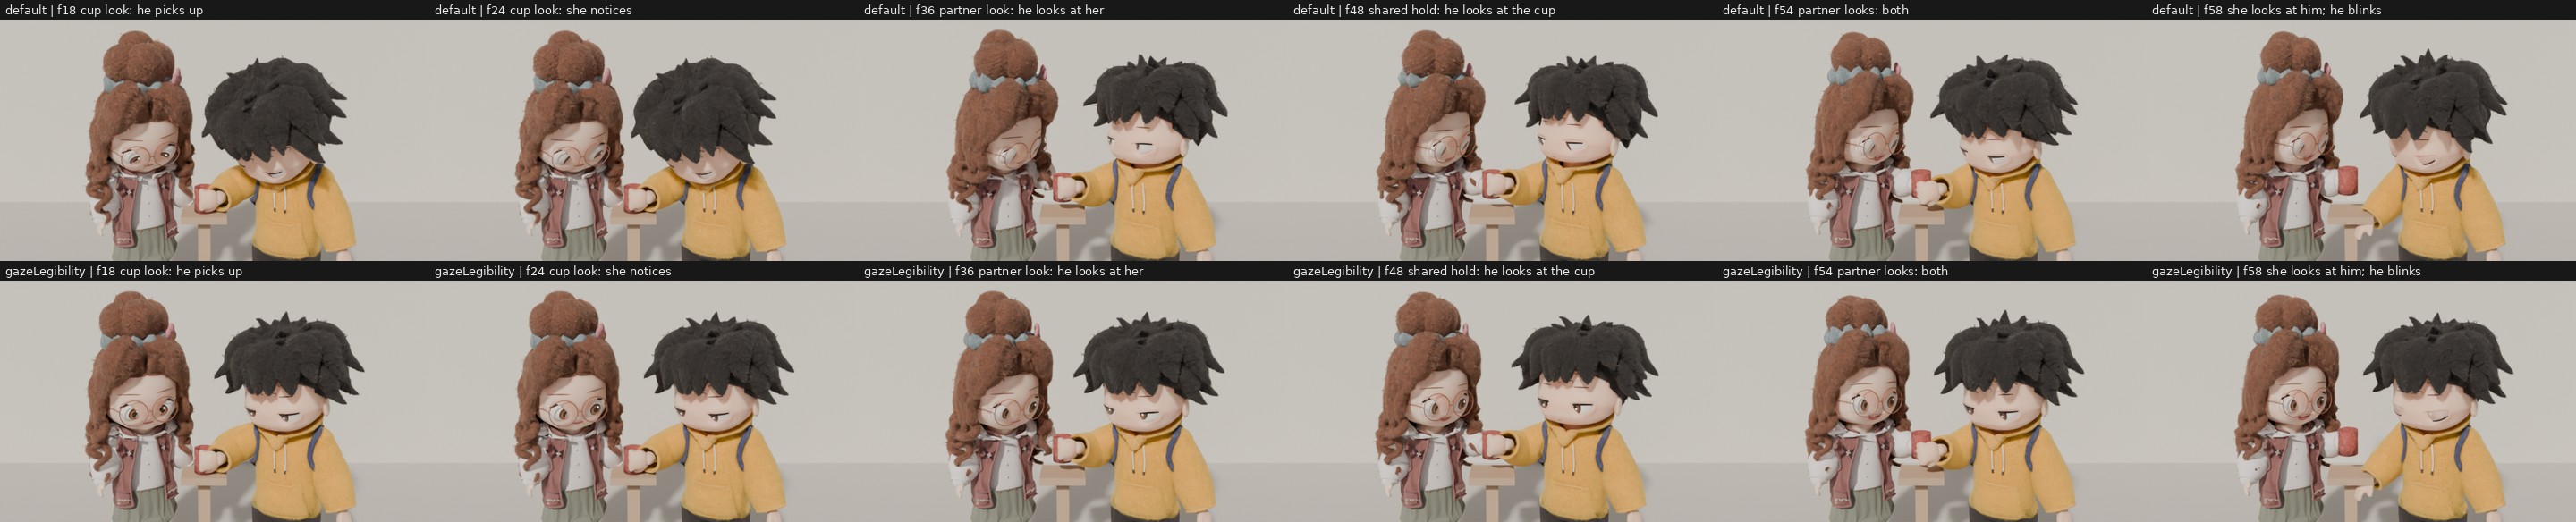 default | f18 cup look: he picks up
default | f24 cup look: she notices
default | f36 partner look: he looks at her
default | f48 shared hold: he looks at the cup
default | f54 partner looks: both
default | f58 she looks at him; he blinks
gazeLegibility | f18 cup look: he picks up
gazeLegibility | f24 cup look: she notices
gazeLegibility | f36 partner look: he looks at her
gazeLegibility | f48 shared hold: he looks at the cup
gazeLegibility | f54 partner looks: both
gazeLegibility | f58 she looks at him; he blinks